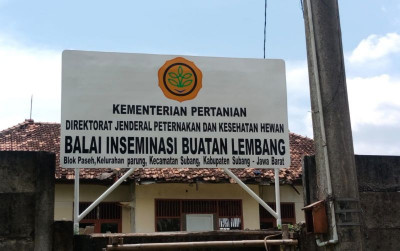 KEMENTERIAN PERTANIAN
DIREKTORAT JENDERAL PETERNAKAN DAN KESEHATAN HEWAN
BALAI INSEMINASI BUATAN LEMBANG
Blok Paseh,Kelurahan parung, Kecamatan Subang, Kabupaten Subang - Jawa Barat